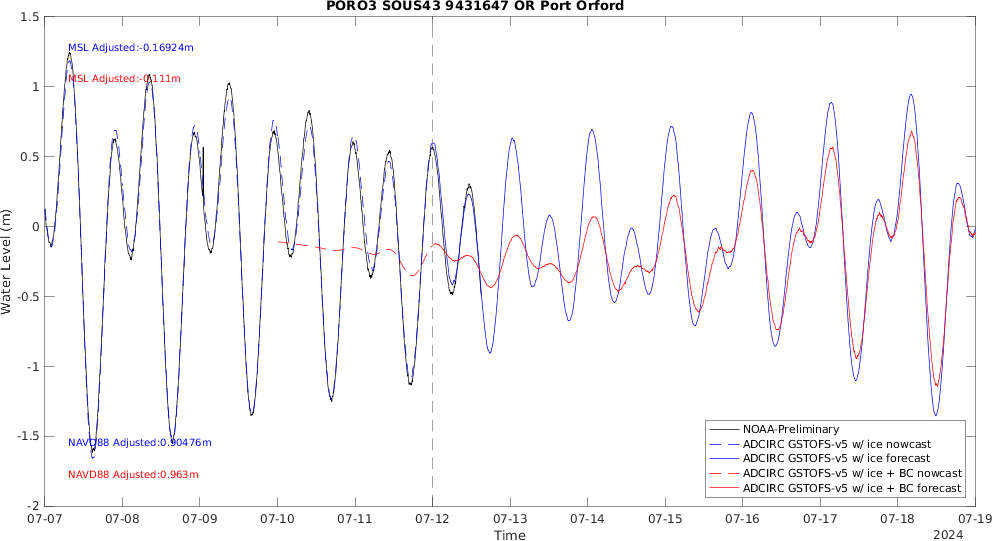 PORO3 SOUS43 9431647 OR Port Orford
1.5
1
0.5
0
-0.5
-1
-1.5
-2
Water Level (m)
MSL Adjusted:-0.16924m
MSL Adjusted:-0.111m
NAVD88 Adjusted:0.90476m
NAVD88 Adjusted:0.963m
NOAA-Preliminary
ADCIRC GSTOFS-v5 w/ ice nowcast
ADCIRC GSTOFS-v5 w/ ice forecast
ADCIRC GSTOFS-v5 w/ ice + BC nowcast
ADCIRC GSTOFS-v5 w/ ice + BC forecast
07-07 07-08 07-09 07-10 07-11 07-12 07-13 07-14 07-15 07-16 07-17 07-18 07-19
Time
2024